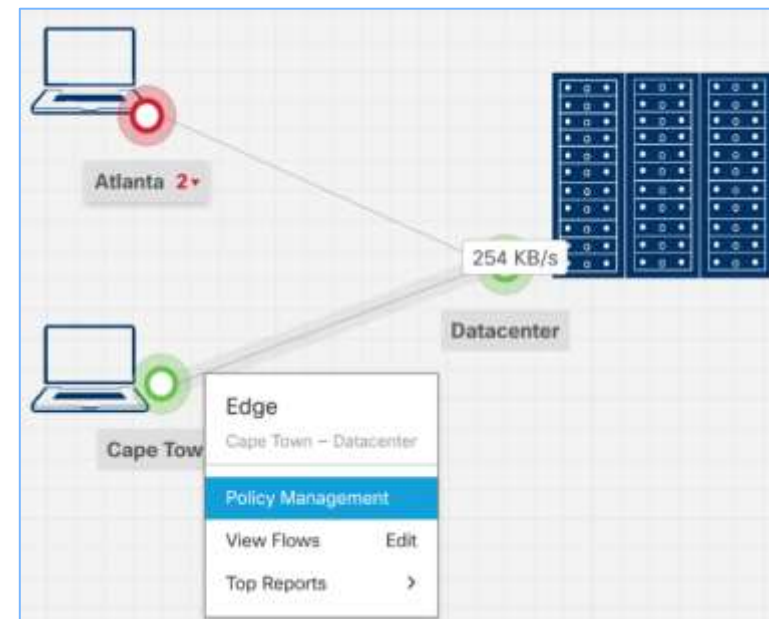 Atlanta 2
254 KB/s
Datacenter
Cape Tow
Edge
Cape Town – Datacenter
Policy Management
View Flows Edit
Top Reports >